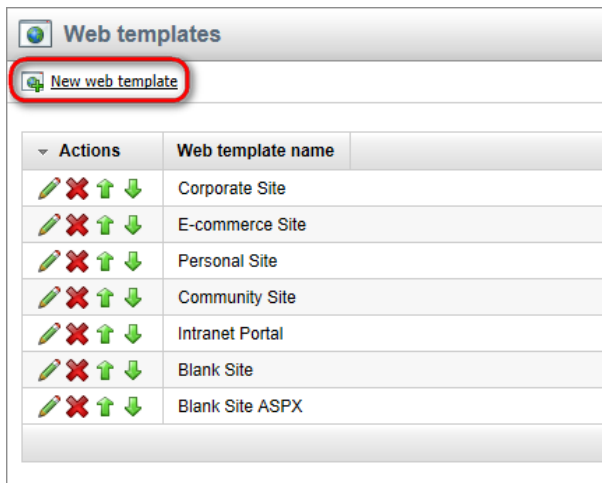 Web templates
New web template
Actions Web template name
Corporate Site
E-commerce Site
Personal Site
Community Site
Intranet Portal
Blank Site
Blank Site ASPX